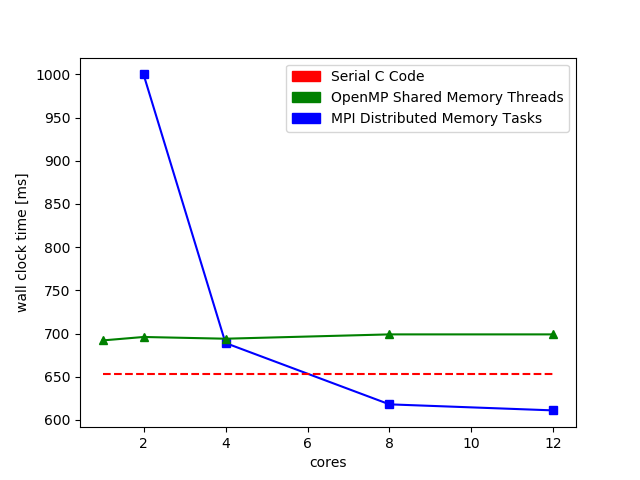 Serial C Code
OpenMP Shared Memory Threads
MPI Distributed Memory Tasks
1000
950
900
850
800
750
700
650
600
wall clock time [ms]
2 4 6 8 10 12
cores